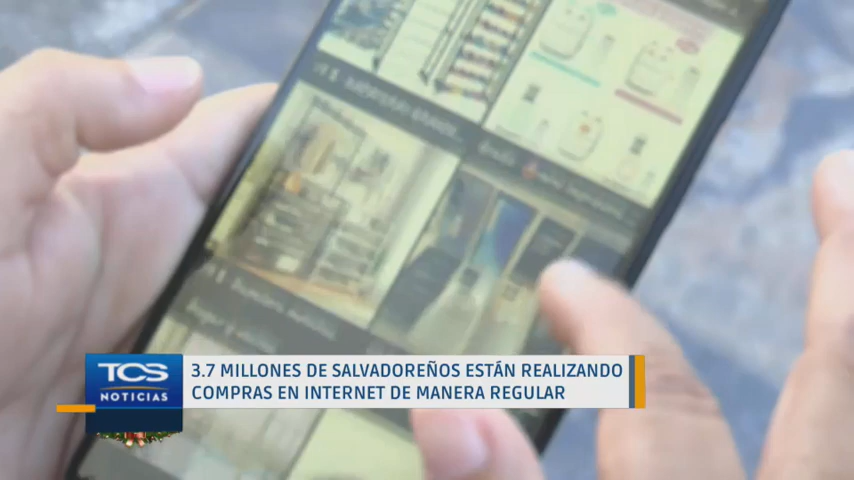 TCS
NOTICIAS
3.7 MILLONES DE SALVADOREÑOS ESTÁN REALIZANDO
COMPRAS EN INTERNET DE MANERA REGULAR